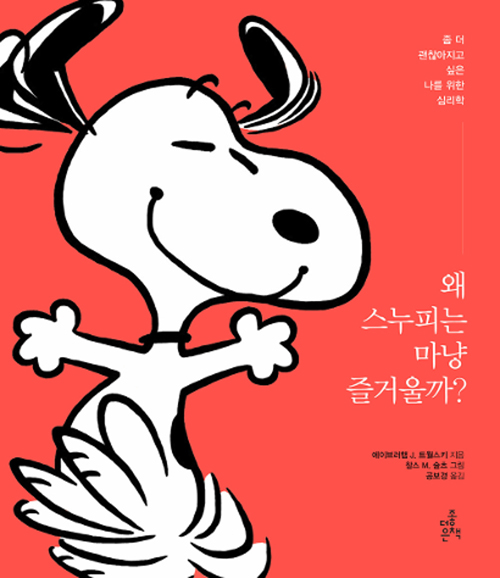 좀 더
괜찮아지고
싶은
나를 위한
심리학
왜
스누피는
마냥
즐거울까?
에이브러햄 J. 트월스키 지음
찰스 M. 슐츠 그림
공보경 옮김
더
좋은
책